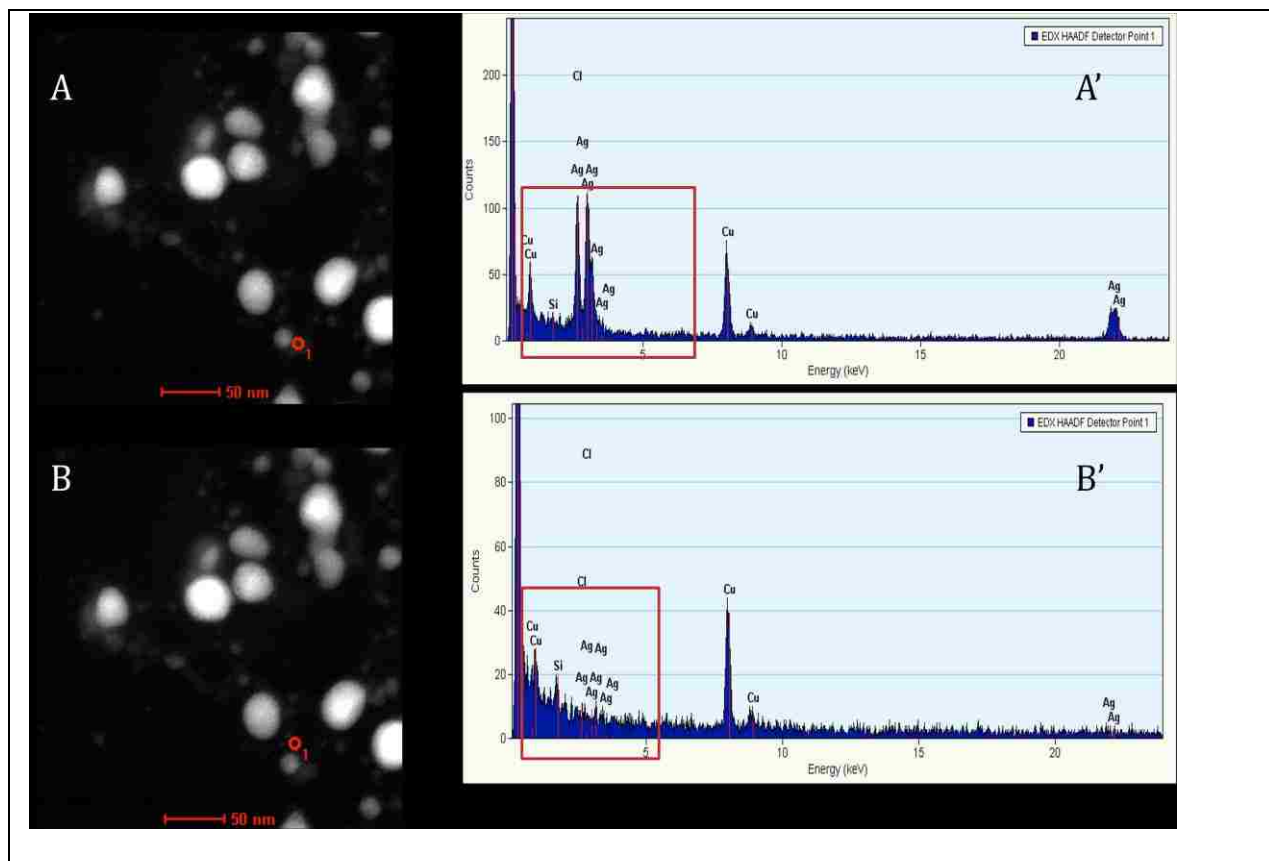 A
1
50 nm
EDX HAADF Detector Point 1
A'
200
150
100
50
0
Counts
Cl
Ag
Ag Ag
Ag
Cu
Cu
Ag
Si
Ag
Ag
Cu
Cu
Ag
Ag
5
10
15
20
Energy (keV)
B
1
50 nm
EDX HAADF Detector Point 1
B'
100
80
60
40
20
0
Counts
Cl
Cl
Cu
Cu
Ag Ag
Si
Ag Ag
Ag
Ag
Ag
Cu
Cu
Ag
Ag
5
10
15
20
Energy (keV)